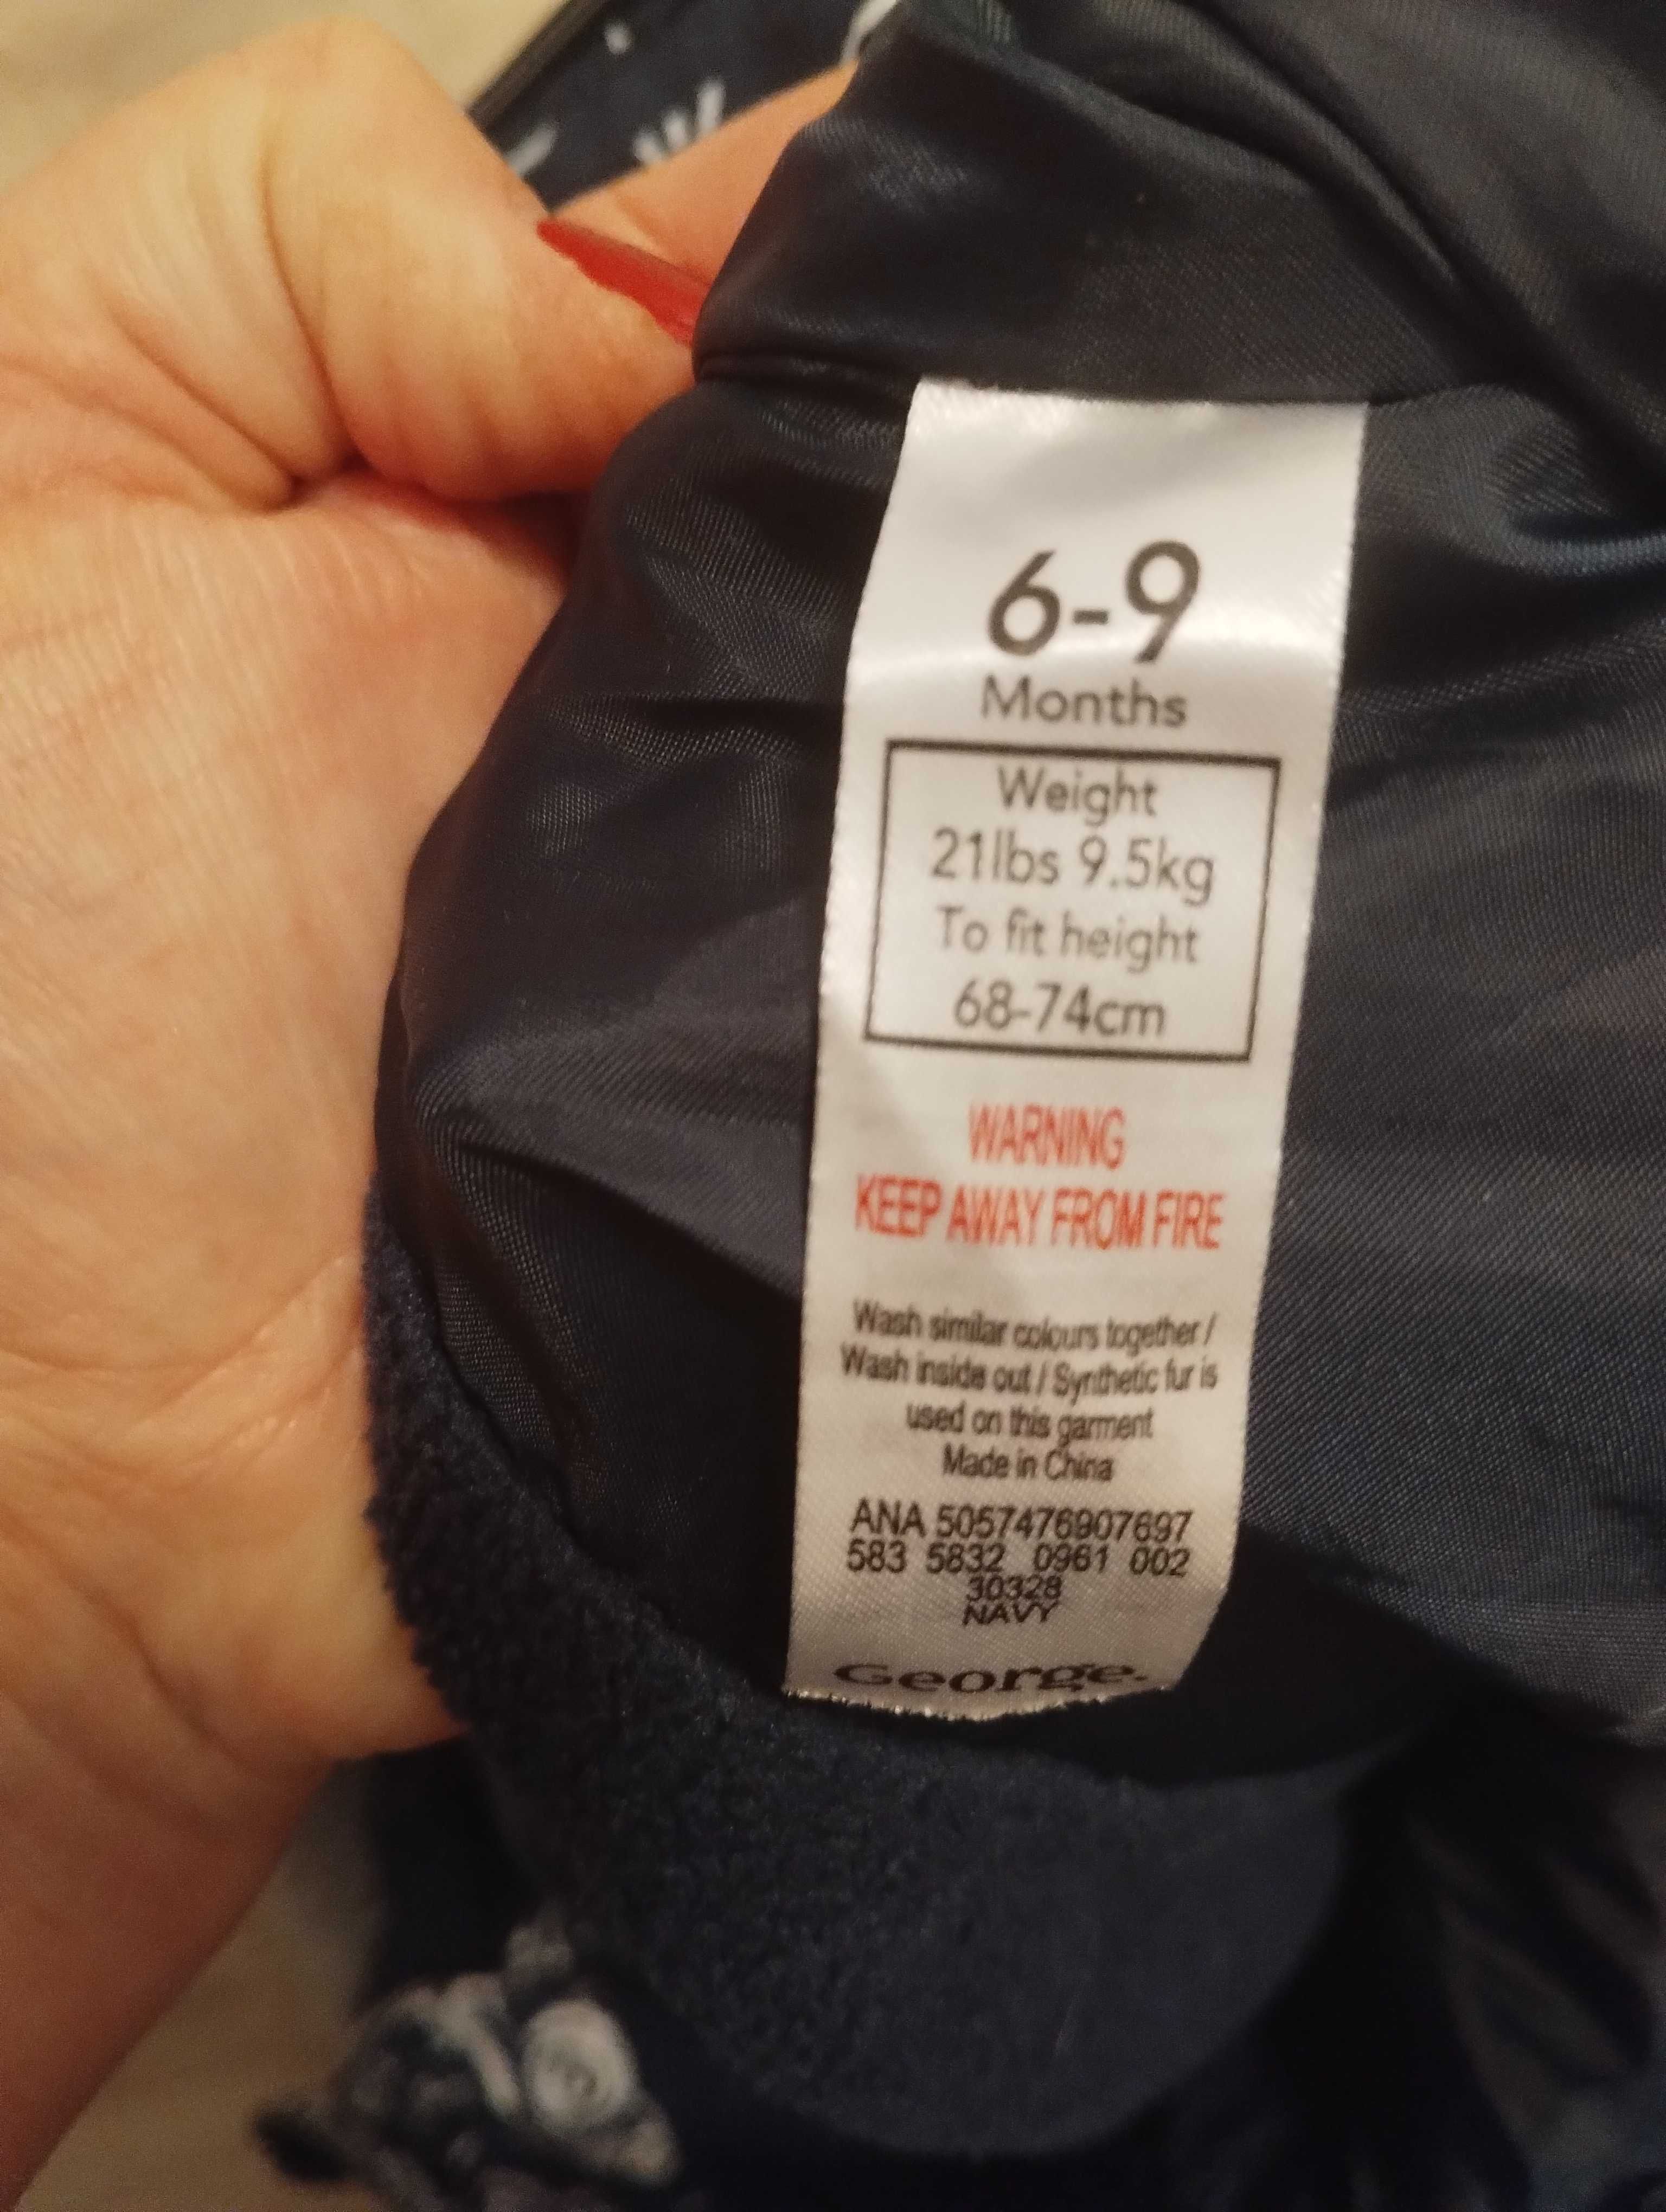 6-9
Months
Weight
21lbs 9.5kg
To fit height
68-74cm
WARNING
KEEP AWAY FROM FIRE
Wash similar colours together /
Wash inside out / Synthetic fur is
used on this garment
Made in China
ANA 5057476907697
583 5832 0961 002
30328
NAVY
George.